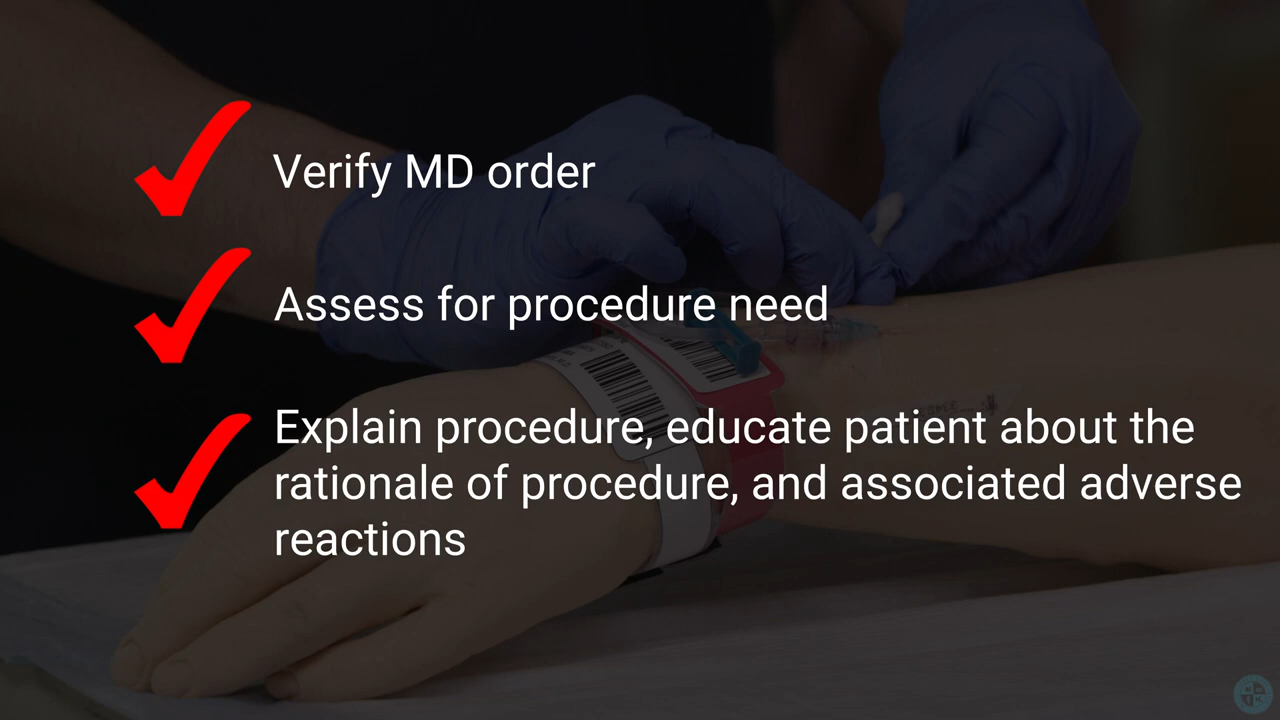 Verify MD order
Assess for procedure need
Explain procedure, educate patient about the
rationale of procedure, and associated adverse
reactions